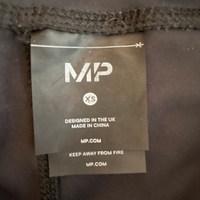 MP
XS
DESIGNED IN THE UK
MADE IN CHINA
MP.COM
KEEP AWAY FROM FIRE
MP.COM